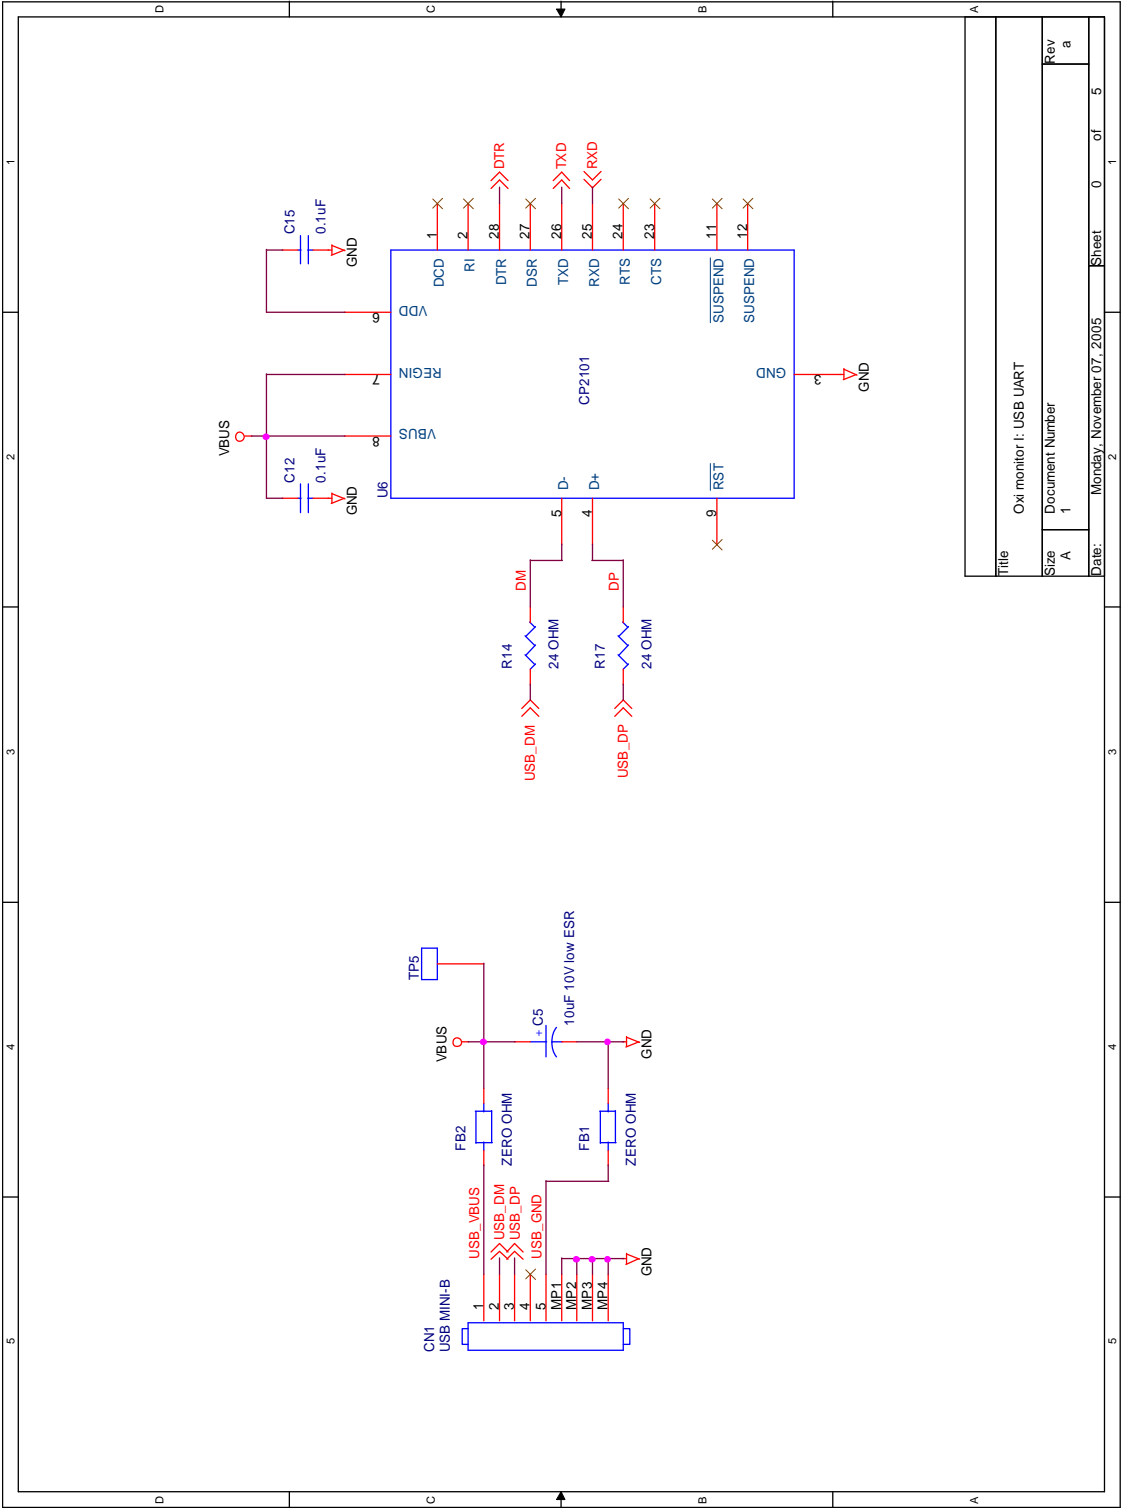 5
4
3
2
1
D
C
B
A
CN1
USB MINI-B
1
2
3
4
5
MP1
MP2
MP3
MP4
USB_VBUS
USB_DM
USB_DP
USB_GND
GND
FB2
ZERO OHM
FB1
ZERO OHM
VBUS
TP5
+ C5
10uF 10V low ESR
GND
USB_DM
R14
24 OHM
DM
USB_DP
R17
24 OHM
DP
VBUS
C12
0.1uF
GND
C15
0.1uF
GND
U6
CP2101
8
VBUS
7
REGIN
6
VDD
5
D-
4
D+
9
RST
3
GND
GND
DCD
1
RI
2
DTR
28
DTR
DSR
27
TXD
26
TXD
RXD
25
RXD
RTS
24
CTS
23
SUSPEND
11
SUSPEND
12
Title
Oxi monitor I: USB UART
Size
A
Document Number
1
Rev
a
Date:
Monday, November 07, 2005
Sheet
0
of
5
5
4
3
2
1
D
C
B
A